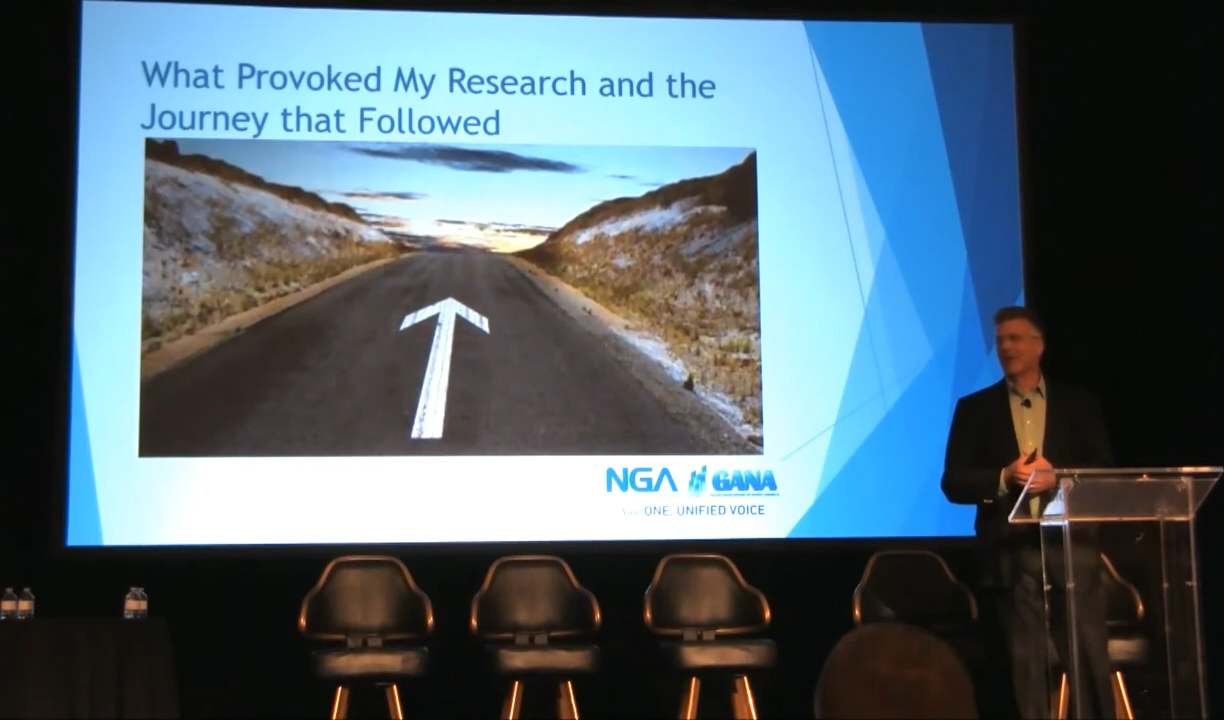 What Provoked My Research and the
Journey that Followed
NGA GANA
ONE, UNIFIED VOICE